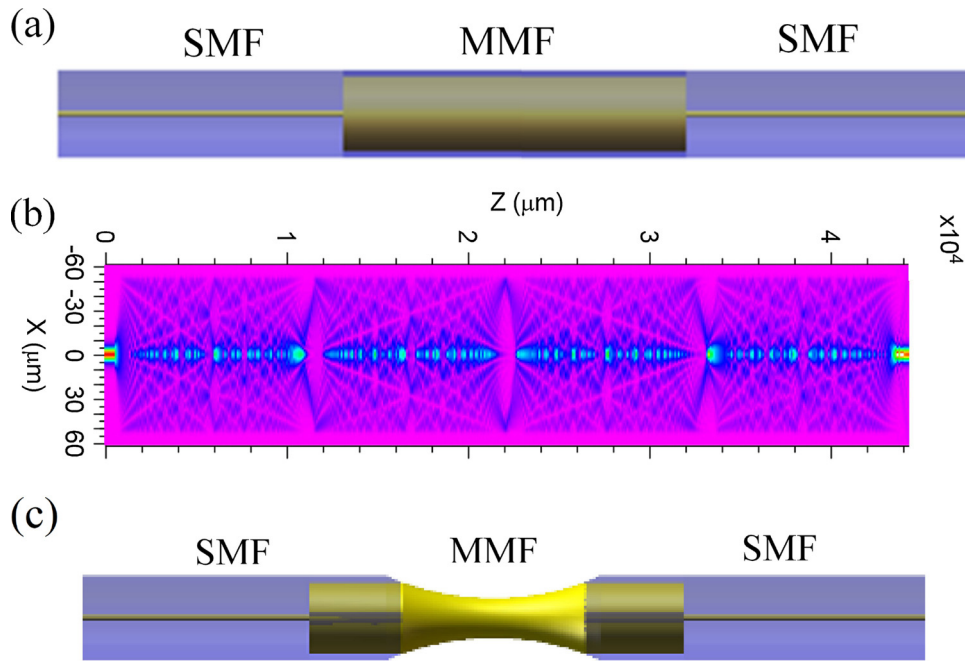 (a)
SMF MMF SMF
(b)
Z (μm)
x10⁴
0 1 2 3 4
-60
-30
0
30
60
X (μm)
(c)
SMF MMF SMF